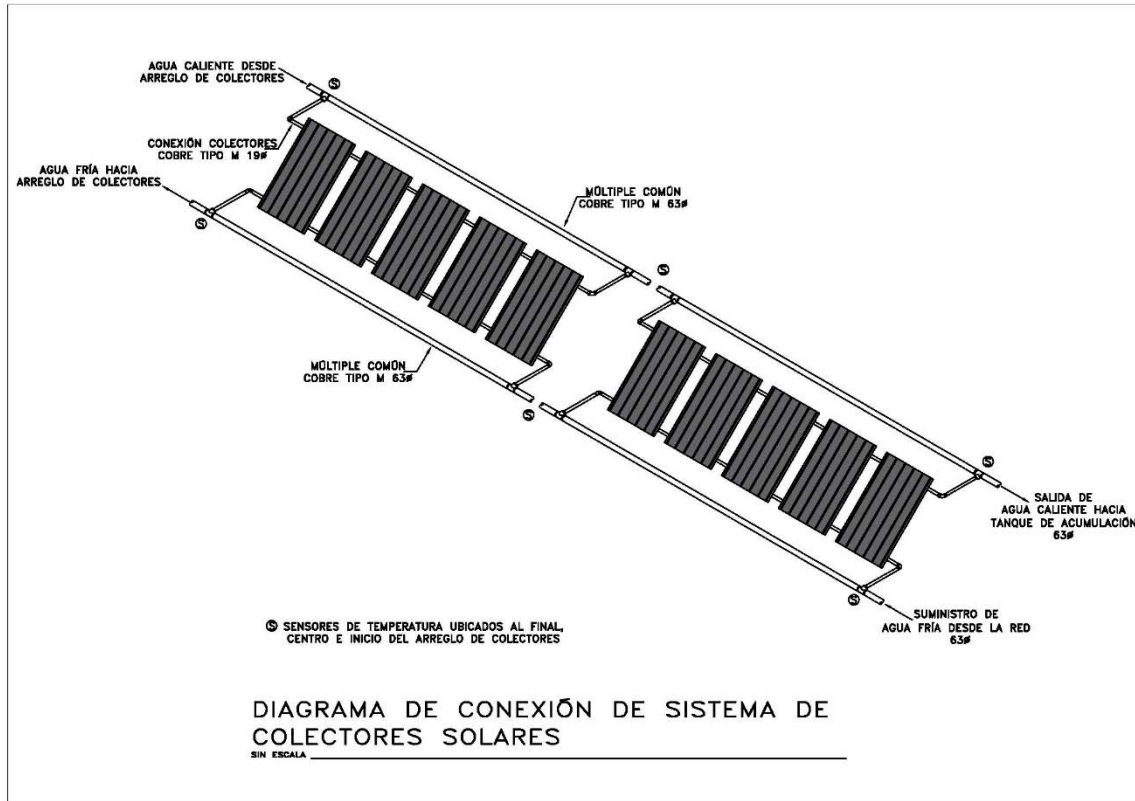 AGUA CALIENTE DESDE
ARREGLO DE COLECTORES
S
CONEXIÓN COLECTORES
COBRE TIPO M 19ø
AGUA FRÍA HACIA
ARREGLO DE COLECTORES
S
MÚLTIPLE COMÚN
COBRE TIPO M 63ø
S
MÚLTIPLE COMÚN
COBRE TIPO M 63ø
S
S
SALIDA DE
AGUA CALIENTE HACIA
TANQUE DE ACUMULACIÓN
63ø
S
SUMINISTRO DE
AGUA FRÍA DESDE LA RED
63ø
S SENSORES DE TEMPERATURA UBICADOS AL FINAL,
CENTRO E INICIO DEL ARREGLO DE COLECTORES
DIAGRAMA DE CONEXIÓN DE SISTEMA DE
COLECTORES SOLARES
SIN ESCALA